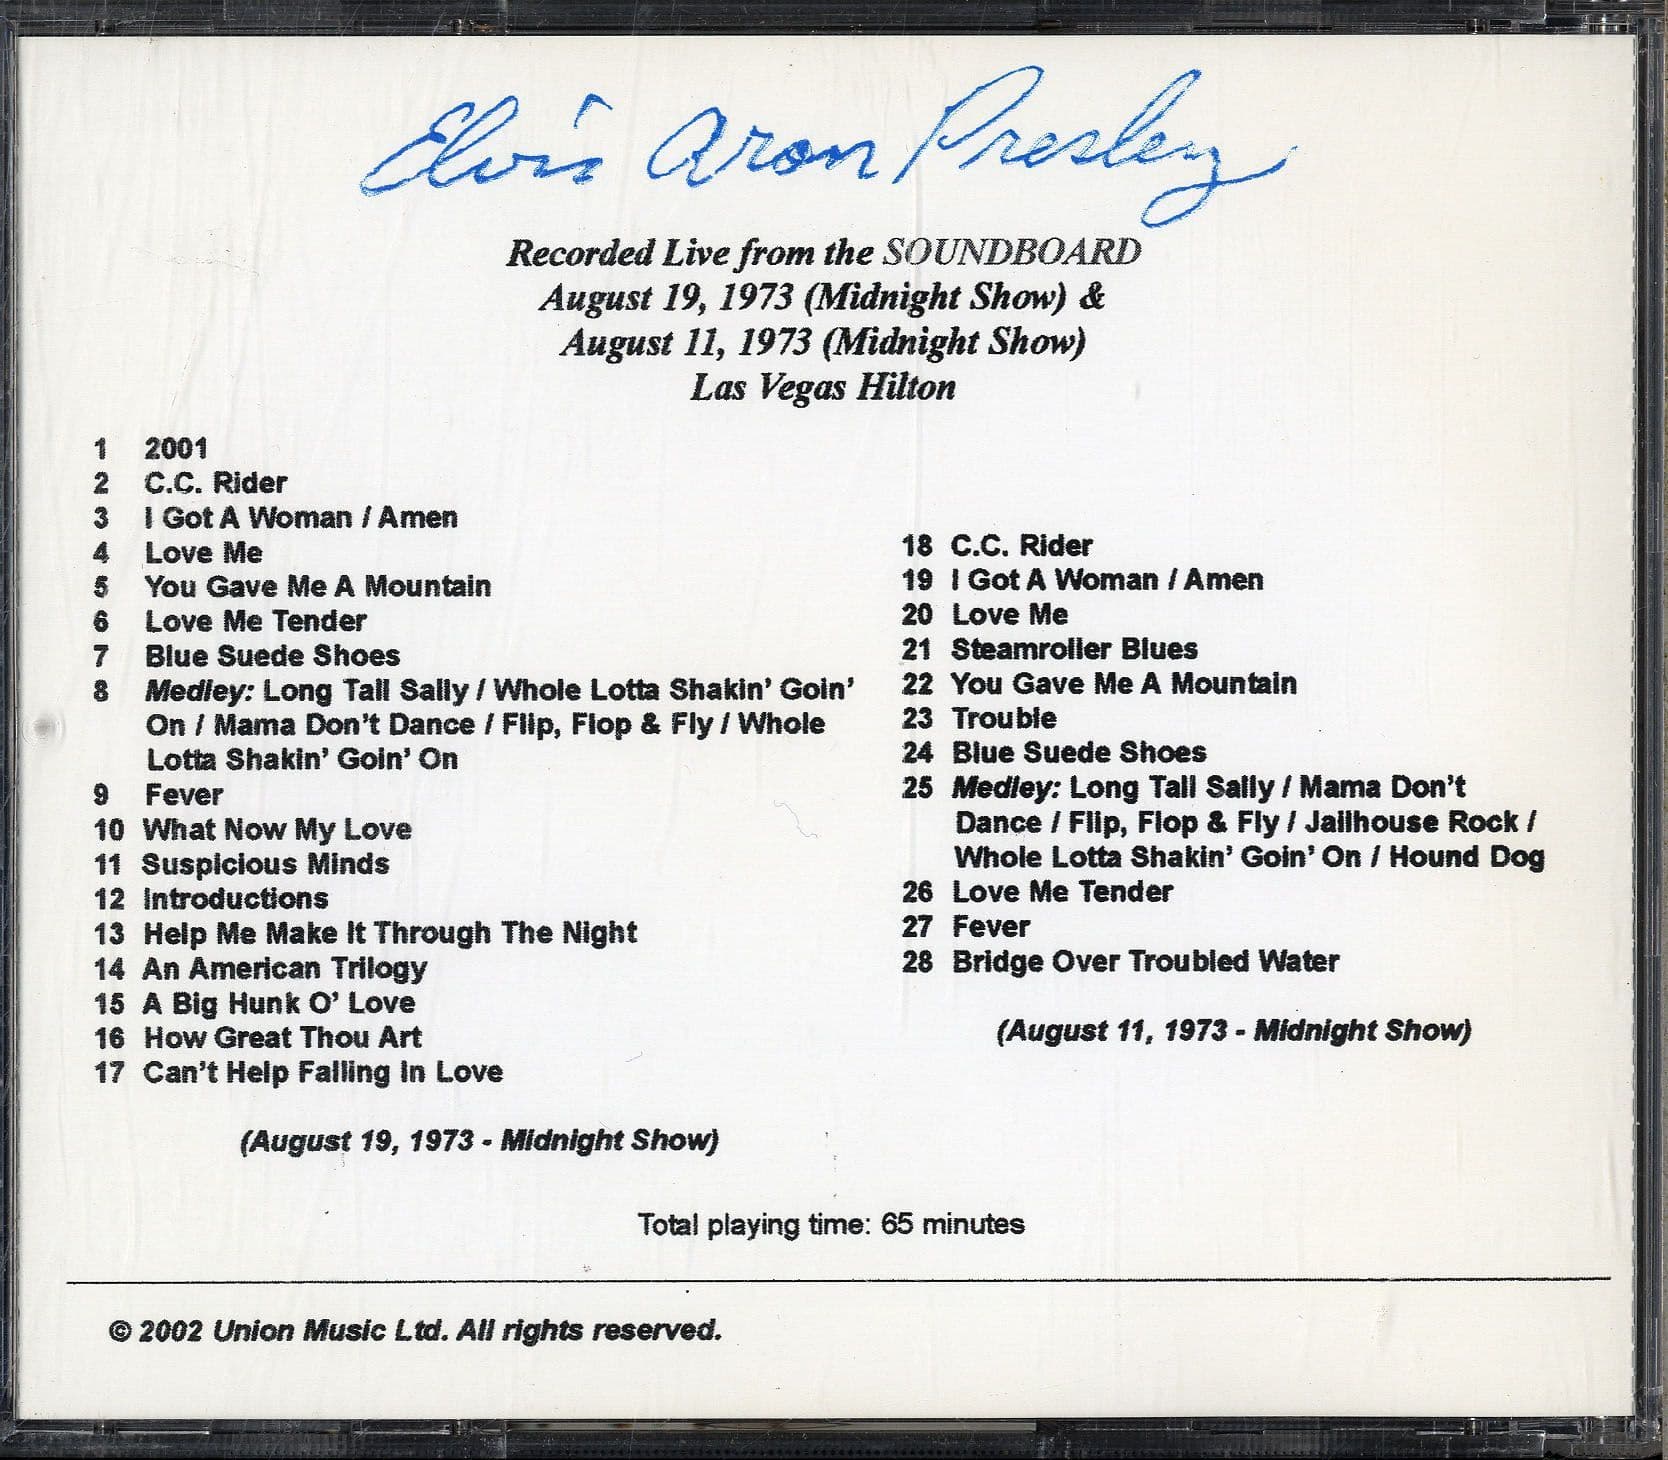 Elvis Aron Presley
Recorded Live from the SOUNDBOARD
August 19, 1973 (Midnight Show) &
August 11, 1973 (Midnight Show)
Las Vegas Hilton
1 2001
2 C.C. Rider
3 I Got A Woman / Amen
4 Love Me
5 You Gave Me A Mountain
6 Love Me Tender
7 Blue Suede Shoes
8 Medley: Long Tall Sally / Whole Lotta Shakin' Goin'
On / Mama Don't Dance / Flip, Flop & Fly / Whole
Lotta Shakin' Goin' On
9 Fever
10 What Now My Love
11 Suspicious Minds
12 Introductions
13 Help Me Make It Through The Night
14 An American Trilogy
15 A Big Hunk O' Love
16 How Great Thou Art
17 Can't Help Falling In Love
(August 19, 1973 - Midnight Show)
18 C.C. Rider
19 I Got A Woman / Amen
20 Love Me
21 Steamroller Blues
22 You Gave Me A Mountain
23 Trouble
24 Blue Suede Shoes
25 Medley: Long Tall Sally / Mama Don't
Dance / Flip, Flop & Fly / Jailhouse Rock /
Whole Lotta Shakin' Goin' On / Hound Dog
26 Love Me Tender
27 Fever
28 Bridge Over Troubled Water
(August 11, 1973 - Midnight Show)
Total playing time: 65 minutes
© 2002 Union Music Ltd. All rights reserved.